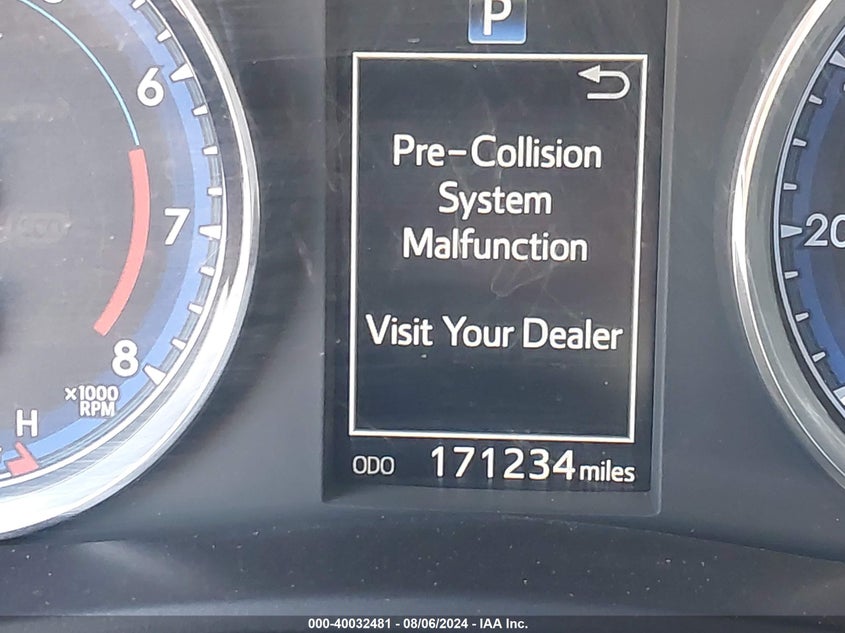 P
6
Pre-Collision
System
Malfunction
7
20
Visit Your Dealer
8
x1000
RPM
H
ODO 171234 miles
000-40032481 - 08/06/2024 - IAA Inc.